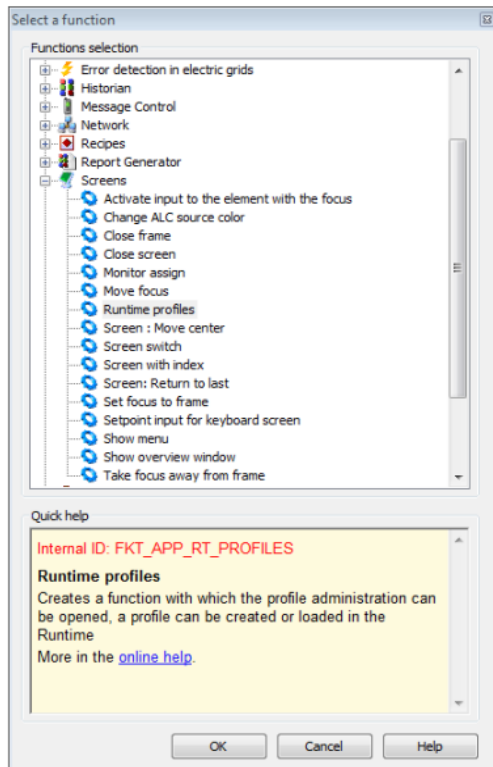 Select a function
Functions selection
Error detection in electric grids
Historian
Message Control
Network
Recipes
Report Generator
Screens
Activate input to the element with the focus
Change ALC source color
Close frame
Close screen
Monitor assign
Move focus
Runtime profiles
Screen : Move center
Screen switch
Screen with index
Screen: Return to last
Set focus to frame
Setpoint input for keyboard screen
Show menu
Show overview window
Take focus away from frame
Quick help
Internal ID: FKT_APP_RT_PROFILES
Runtime profiles
Creates a function with which the profile administration can
be opened, a profile can be created or loaded in the
Runtime
More in the online help.
OK Cancel Help